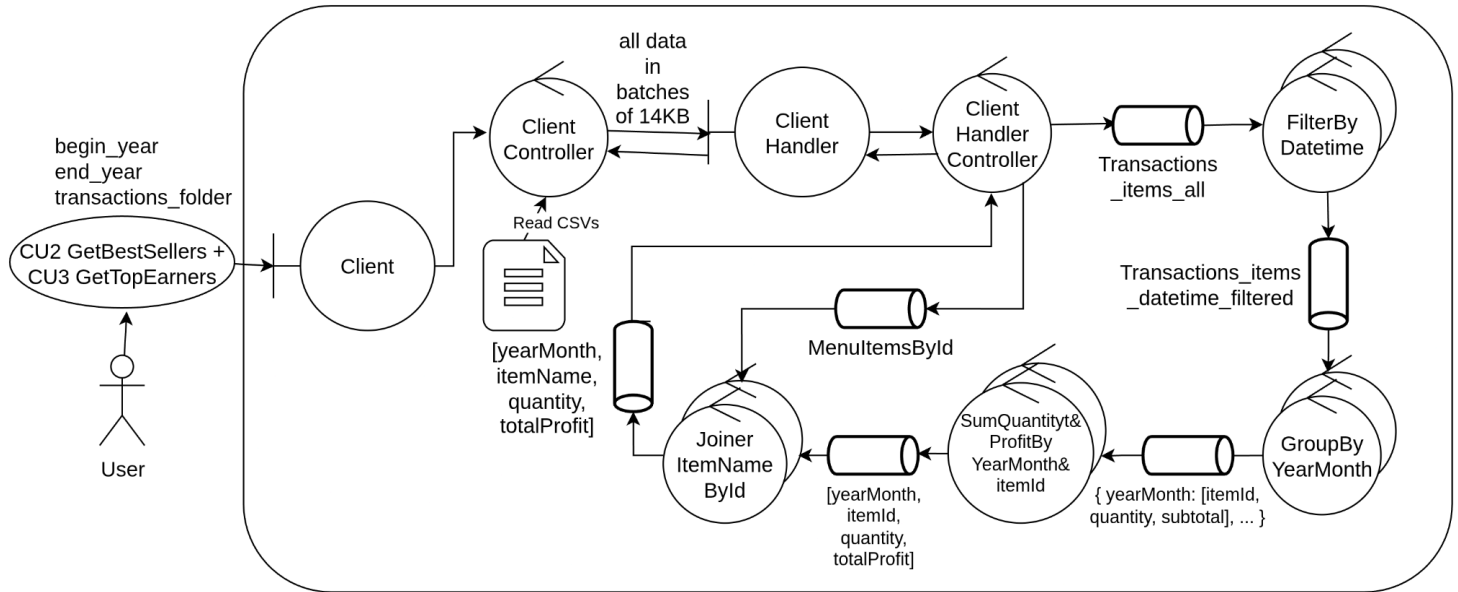 begin_year
end_year
transactions_folder
CU2 GetBestSellers +
CU3 GetTopEarners
User
Client
Client
Controller
Read CSVs
all data
in
batches
of 14KB
Client
Handler
Client
Handler
Controller
Transactions
_items_all
FilterBy
Datetime
Transactions_items
_datetime_filtered
GroupBy
YearMonth
{ yearMonth: [itemId,
quantity, subtotal], ... }
SumQuantityt&
ProfitBy
YearMonth&
itemId
[yearMonth,
itemId,
quantity,
totalProfit]
MenuItemsById
Joiner
ItemName
ById
[yearMonth,
itemName,
quantity,
totalProfit]